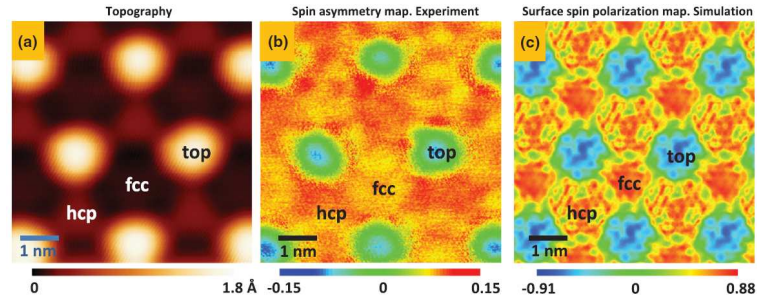 Topography
Spin asymmetry map. Experiment
Surface spin polarization map. Simulation
(a)
(b)
(c)
top
top
top
fcc
fcc
fcc
hcp
hcp
hcp
1 nm
1 nm
1 nm
0 1.8 Å
-0.15 0 0.15
-0.91 0 0.88